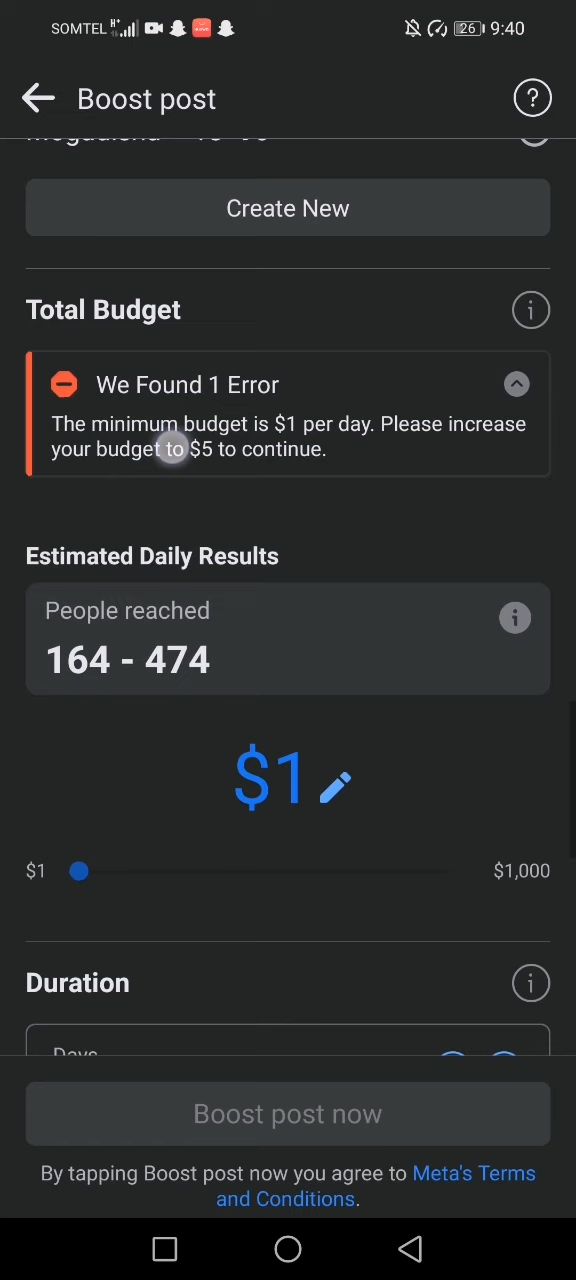 SOMTEL H+ 26 9:40
Boost post
Create New
Total Budget
We Found 1 Error
The minimum budget is $1 per day. Please increase
your budget to $5 to continue.
Estimated Daily Results
People reached
164 - 474
$1
$1 $1,000
Duration
Days
Boost post now
By tapping Boost post now you agree to Meta's Terms
and Conditions.